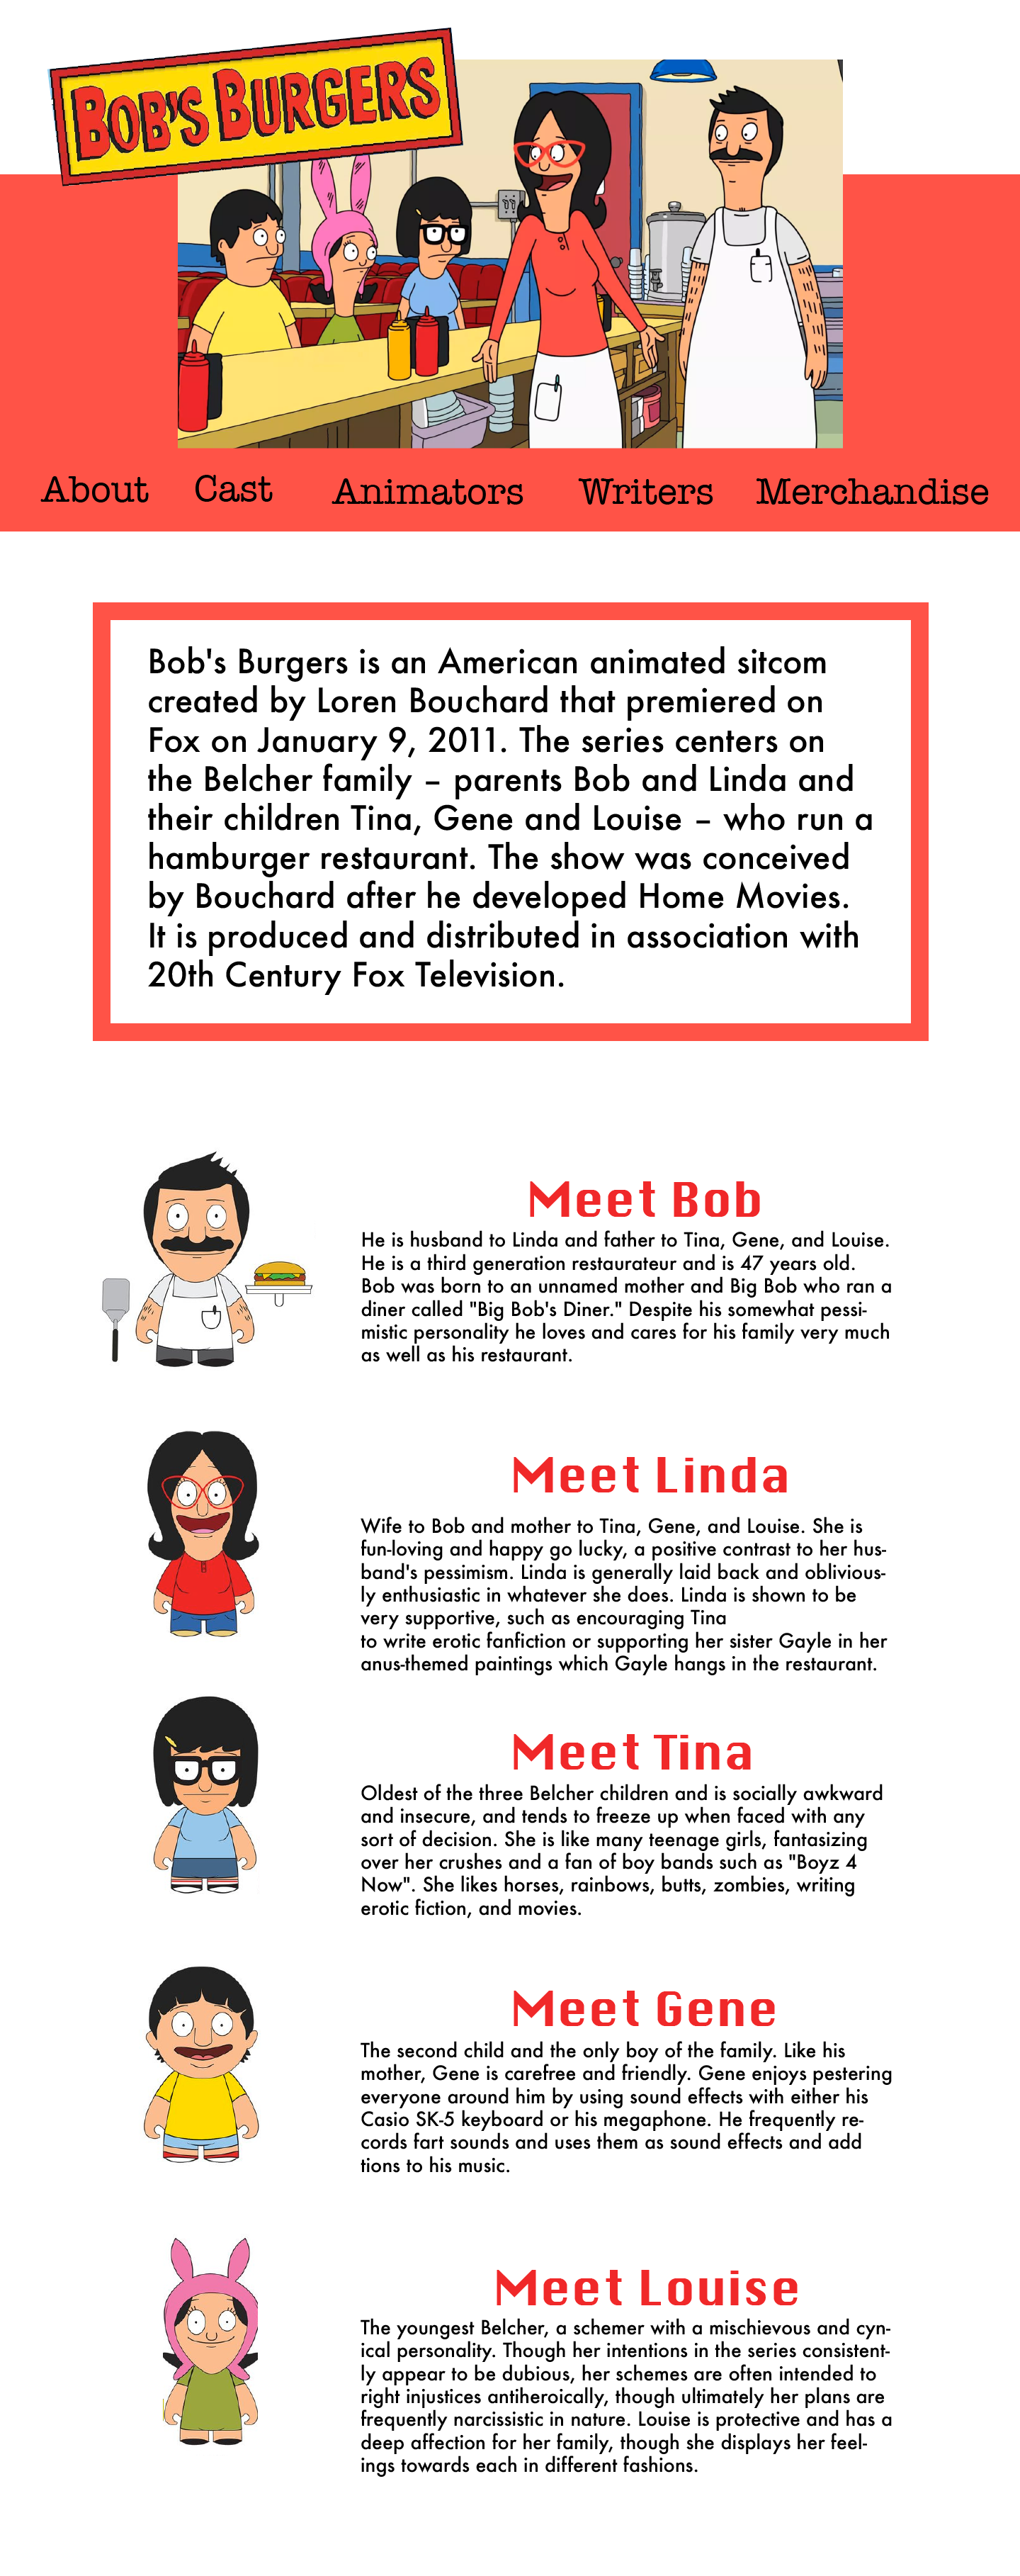 BOB'S BURGERS
About Cast Animators Writers Merchandise
Bob's Burgers is an American animated sitcom
created by Loren Bouchard that premiered on
Fox on January 9, 2011. The series centers on
the Belcher family – parents Bob and Linda and
their children Tina, Gene and Louise – who run a
hamburger restaurant. The show was conceived
by Bouchard after he developed Home Movies.
It is produced and distributed in association with
20th Century Fox Television.
Meet Bob
He is husband to Linda and father to Tina, Gene, and Louise.
He is a third generation restaurateur and is 47 years old.
Bob was born to an unnamed mother and Big Bob who ran a
diner called "Big Bob's Diner." Despite his somewhat pessi-
mistic personality he loves and cares for his family very much
as well as his restaurant.
Meet Linda
Wife to Bob and mother to Tina, Gene, and Louise. She is
fun-loving and happy go lucky, a positive contrast to her hus-
band's pessimism. Linda is generally laid back and oblivious-
ly enthusiastic in whatever she does. Linda is shown to be
very supportive, such as encouraging Tina
to write erotic fanfiction or supporting her sister Gayle in her
anus-themed paintings which Gayle hangs in the restaurant.
Meet Tina
Oldest of the three Belcher children and is socially awkward
and insecure, and tends to freeze up when faced with any
sort of decision. She is like many teenage girls, fantasizing
over her crushes and a fan of boy bands such as "Boyz 4
Now". She likes horses, rainbows, butts, zombies, writing
erotic fiction, and movies.
Meet Gene
The second child and the only boy of the family. Like his
mother, Gene is carefree and friendly. Gene enjoys pestering
everyone around him by using sound effects with either his
Casio SK-5 keyboard or his megaphone. He frequently re-
cords fart sounds and uses them as sound effects and add
tions to his music.
Meet Louise
The youngest Belcher, a schemer with a mischievous and cyn-
ical personality. Though her intentions in the series consistent-
ly appear to be dubious, her schemes are often intended to
right injustices antiheroically, though ultimately her plans are
frequently narcissistic in nature. Louise is protective and has a
deep affection for her family, though she displays her feel-
ings towards each in different fashions.